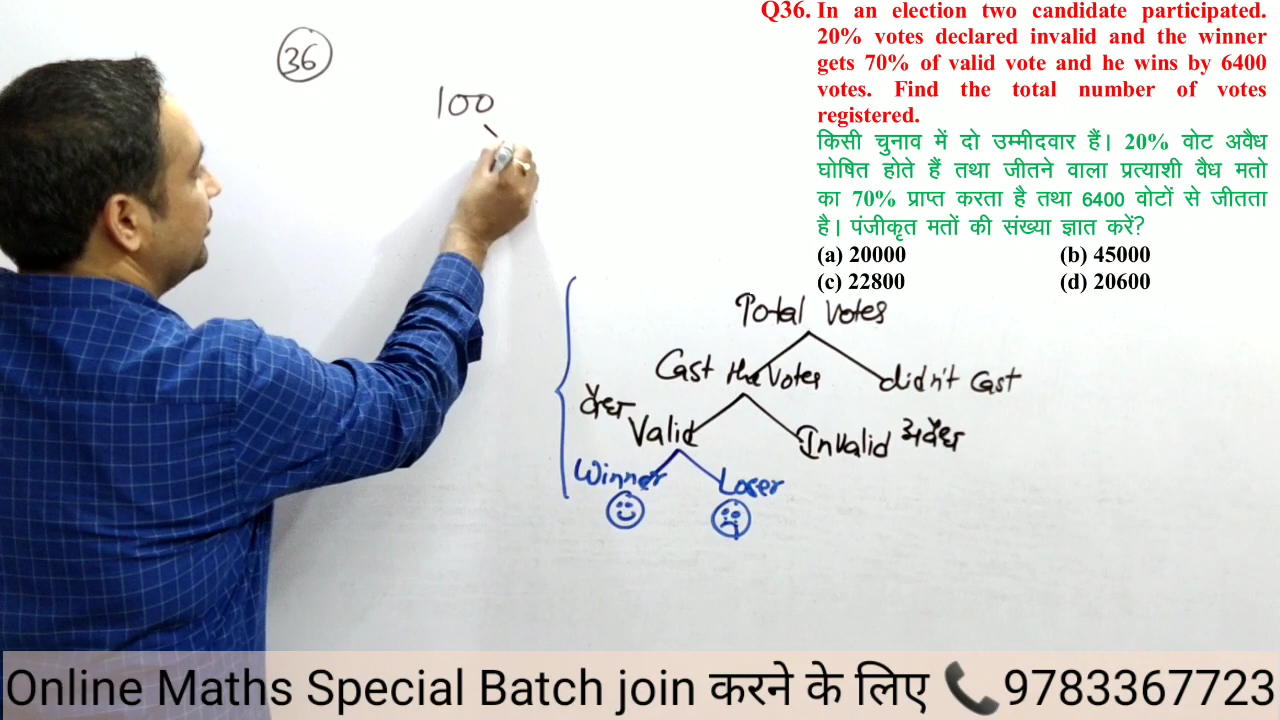 36
100
Q36. In an election two candidate participated.
20% votes declared invalid and the winner
gets 70% of valid vote and he wins by 6400
votes. Find the total number of votes
registered.
किसी चुनाव में दो उम्मीदवार हैं। 20% वोट अवैध
घोषित होते हैं तथा जीतने वाला प्रत्याशी वैध मतो
का 70% प्राप्त करता है तथा 6400 वोटों से जीतता
है। पंजीकृत मतों की संख्या ज्ञात करें?
(a) 20000 (b) 45000
(c) 22800 (d) 20600
Total Votes
Cast the Votes didn't Cast
वैध
Valid Invalid अवैध
Winner Loser
Online Maths Special Batch join करने के लिए 📞9783367723